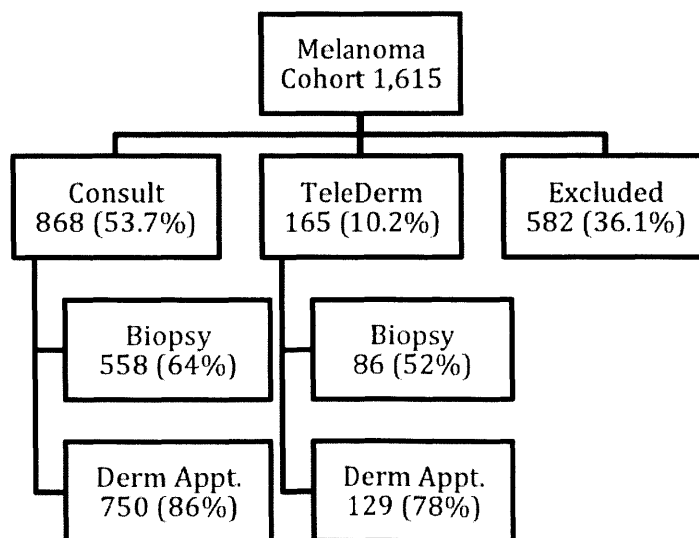 Melanoma
Cohort 1,615
Consult
868 (53.7%)
TeleDerm
165 (10.2%)
Excluded
582 (36.1%)
Biopsy
558 (64%)
Biopsy
86 (52%)
Derm Appt.
750 (86%)
Derm Appt.
129 (78%)